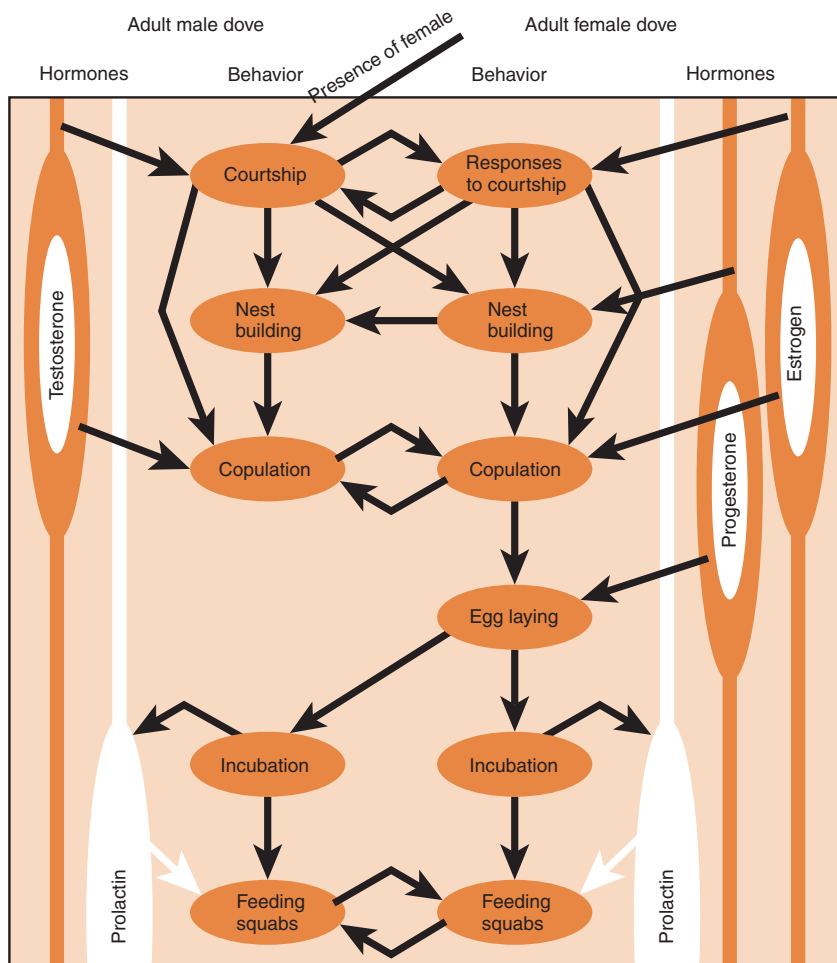 Adult male dove
Adult female dove
Presence of female
Hormones
Behavior
Behavior
Hormones
Courtship
Responses
to courtship
Testosterone
Nest
building
Nest
building
Estrogen
Copulation
Copulation
Progesterone
Egg laying
Incubation
Incubation
Prolactin
Feeding
squabs
Feeding
squabs
Prolactin